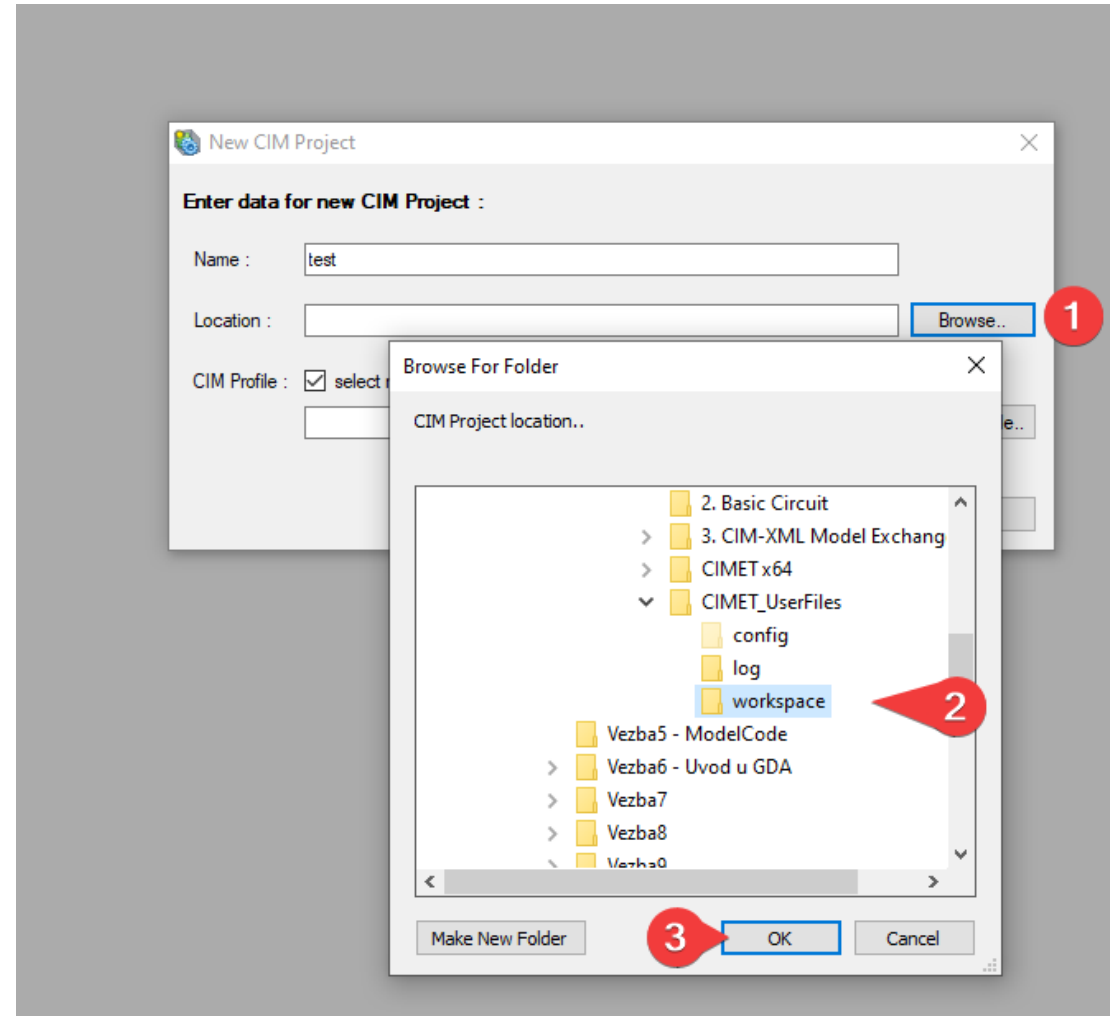 New CIM Project
Enter data for new CIM Project :
Name : test
Location : Browse.. 1
CIM Profile : select
Browse For Folder
CIM Project location..
e..
2. Basic Circuit
3. CIM-XML Model Exchang
CIMET x64
CIMET_UserFiles
config
log
workspace 2
Vezba5 - ModelCode
Vezba6 - Uvod u GDA
Vezba7
Vezba8
Vezba9
Make New Folder 3 OK Cancel